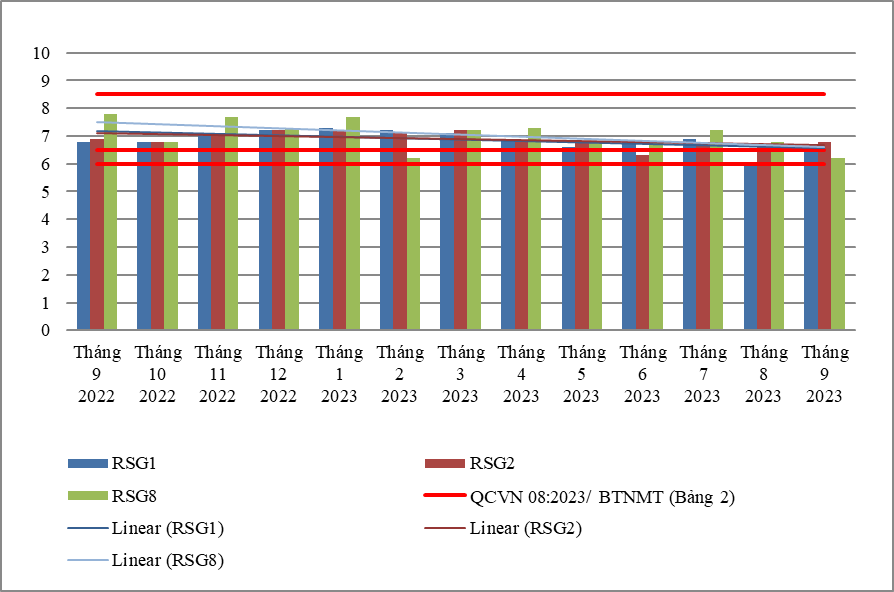 10
9
8
7
6
5
4
3
2
1
0
Tháng Tháng Tháng Tháng Tháng Tháng Tháng Tháng Tháng Tháng Tháng Tháng Tháng
9 10 11 12 1 2 3 4 5 6 7 8 9
2022 2022 2022 2022 2023 2023 2023 2023 2023 2023 2023 2023 2023
RSG1 RSG2
RSG8 QCVN 08:2023/ BTNMT (Bảng 2)
Linear (RSG1) Linear (RSG2)
Linear (RSG8)